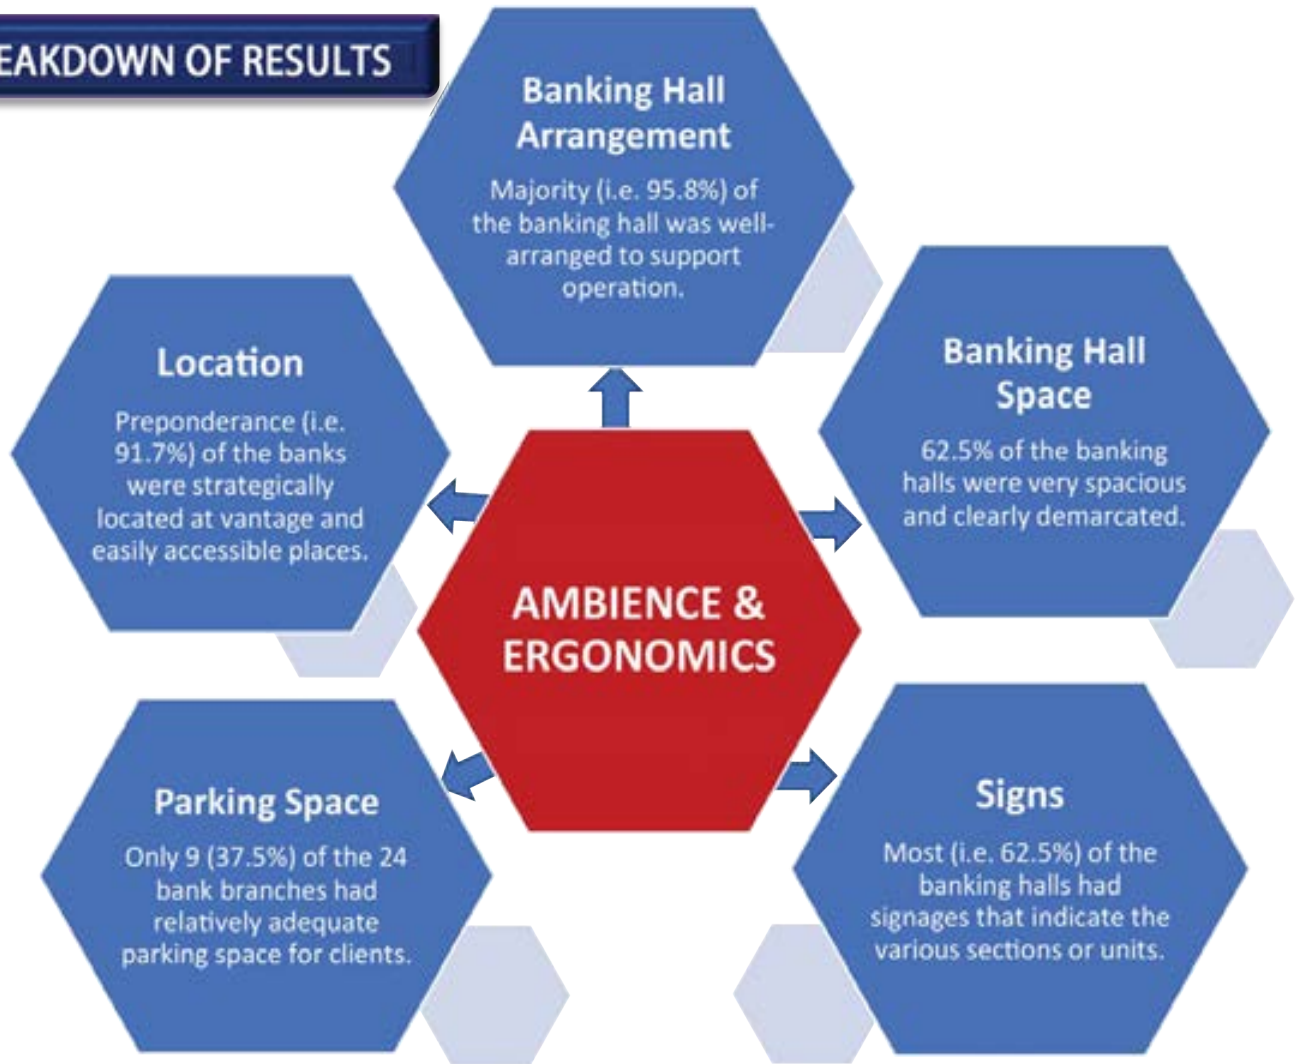 EAKDOWN OF RESULTS
Banking Hall
Arrangement
Majority (i.e. 95.8%) of
the banking hall was well-
arranged to support
operation.
Location
Preponderance (i.e.
91.7%) of the banks
were strategically
located at vantage and
easily accessible places.
Banking Hall
Space
62.5% of the banking
halls were very spacious
and clearly demarcated.
AMBIENCE &
ERGONOMICS
Parking Space
Only 9 (37.5%) of the 24
bank branches had
relatively adequate
parking space for clients.
Signs
Most (i.e. 62.5%) of the
banking halls had
signages that indicate the
various sections or units.